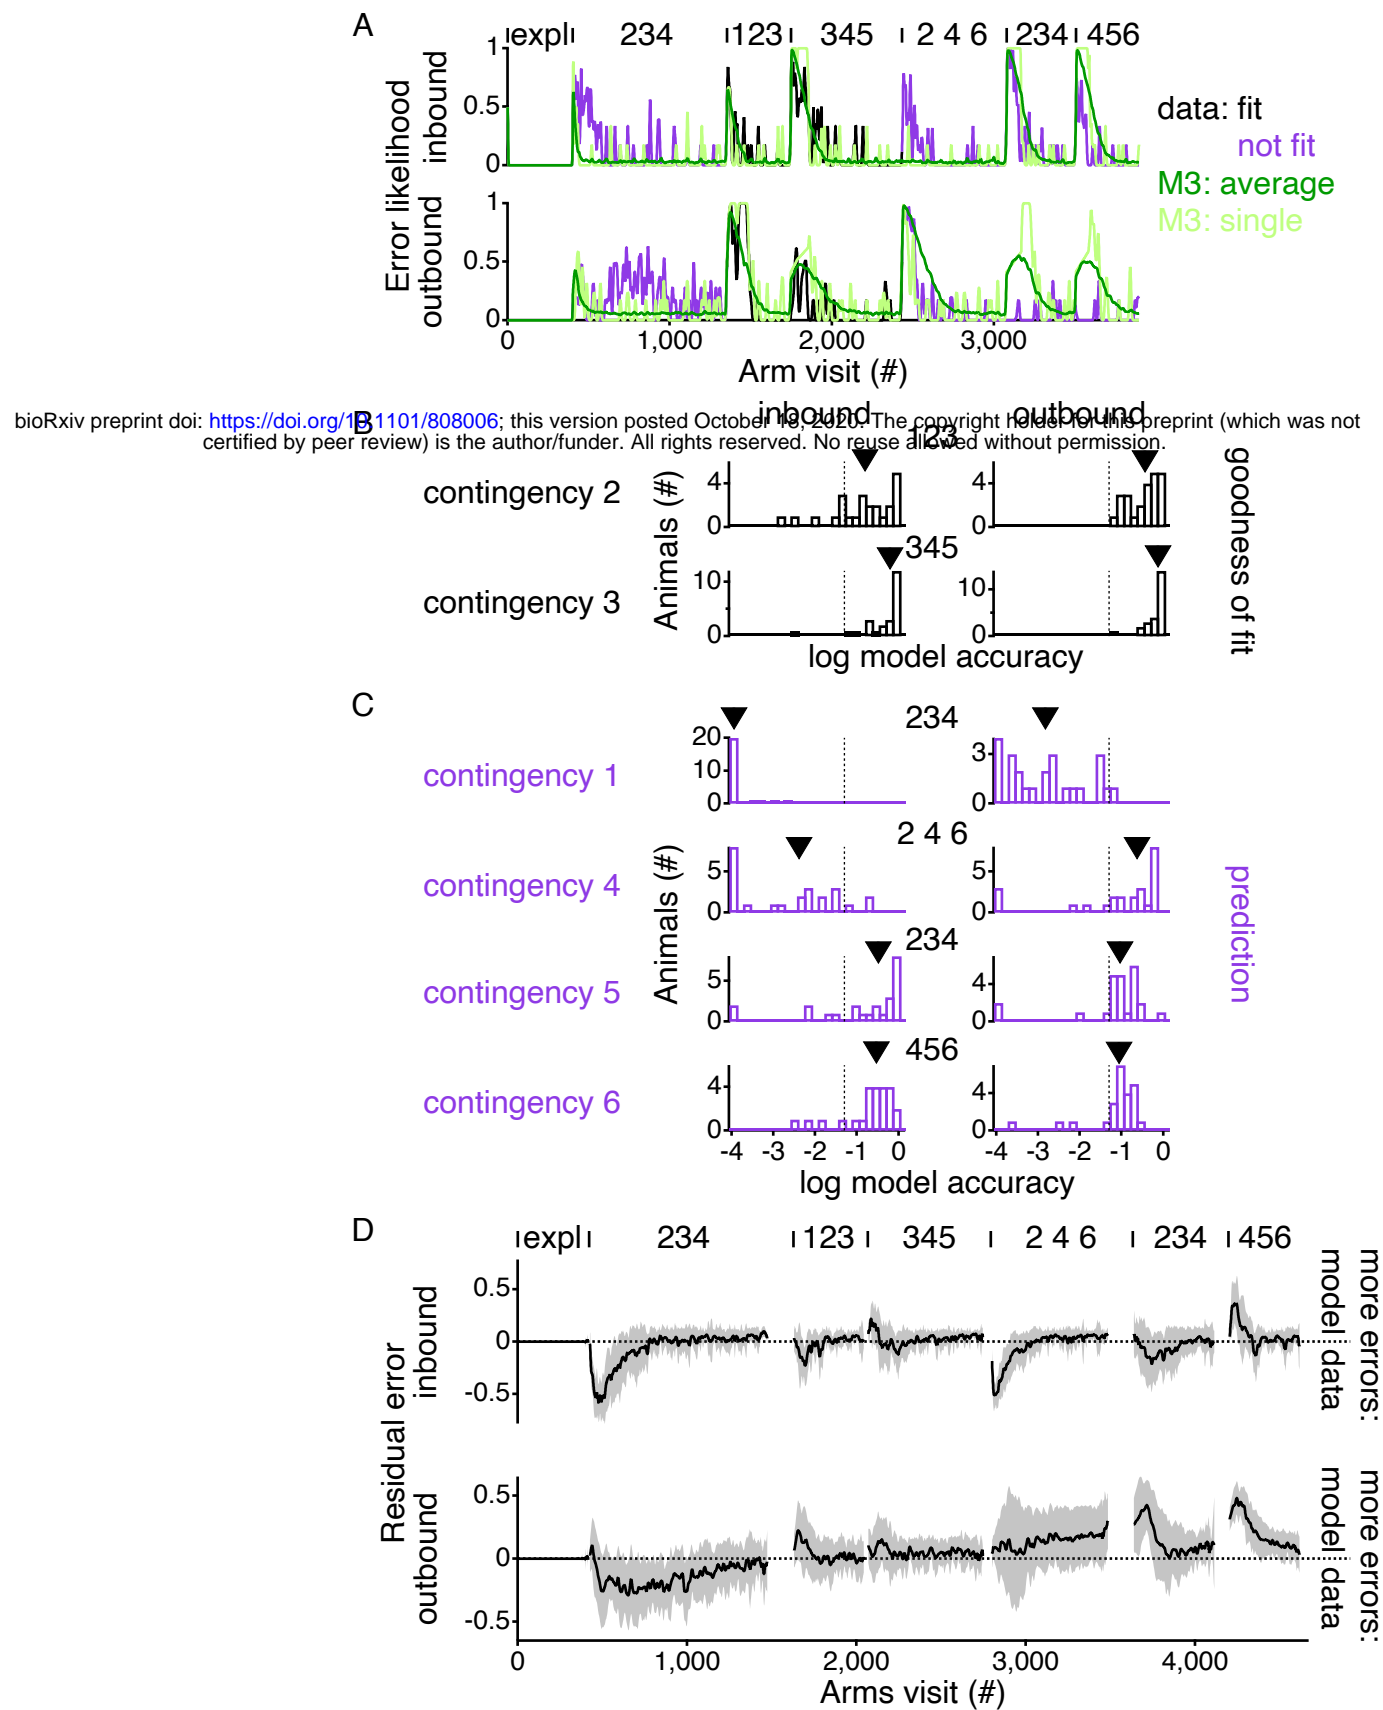 A
expl 234 123 345 2 4 6 234 456
Error likelihood
inbound
1
0.5
0
data: fit
not fit
M3: average
M3: single
outbound
1
0.5
0
0 1,000 2,000 3,000
Arm visit (#)
bioRxiv preprint doi: https://doi.org/10.1101/808006; this version posted October 18, 2020. The copyright holder for this preprint (which was not
certified by peer review) is the author/funder. All rights reserved. No reuse allowed without permission.
B
inbound outbound
123
contingency 2
Animals (#)
4
0
4
0
345
contingency 3
10
0
10
0
log model accuracy
goodness of fit
C
234
contingency 1
20
10
0
3
0
2 4 6
contingency 4
Animals (#)
5
0
5
0
234
contingency 5
5
0
4
0
456
contingency 6
4
0
4
0
-4 -3 -2 -1 0 -4 -3 -2 -1 0
log model accuracy
prediction
D
expl 234 123 345 2 4 6 234 456
Residual error
inbound
0.5
0
-0.5
more errors:
model data
outbound
0.5
0
-0.5
more errors:
model data
0 1,000 2,000 3,000 4,000
Arms visit (#)